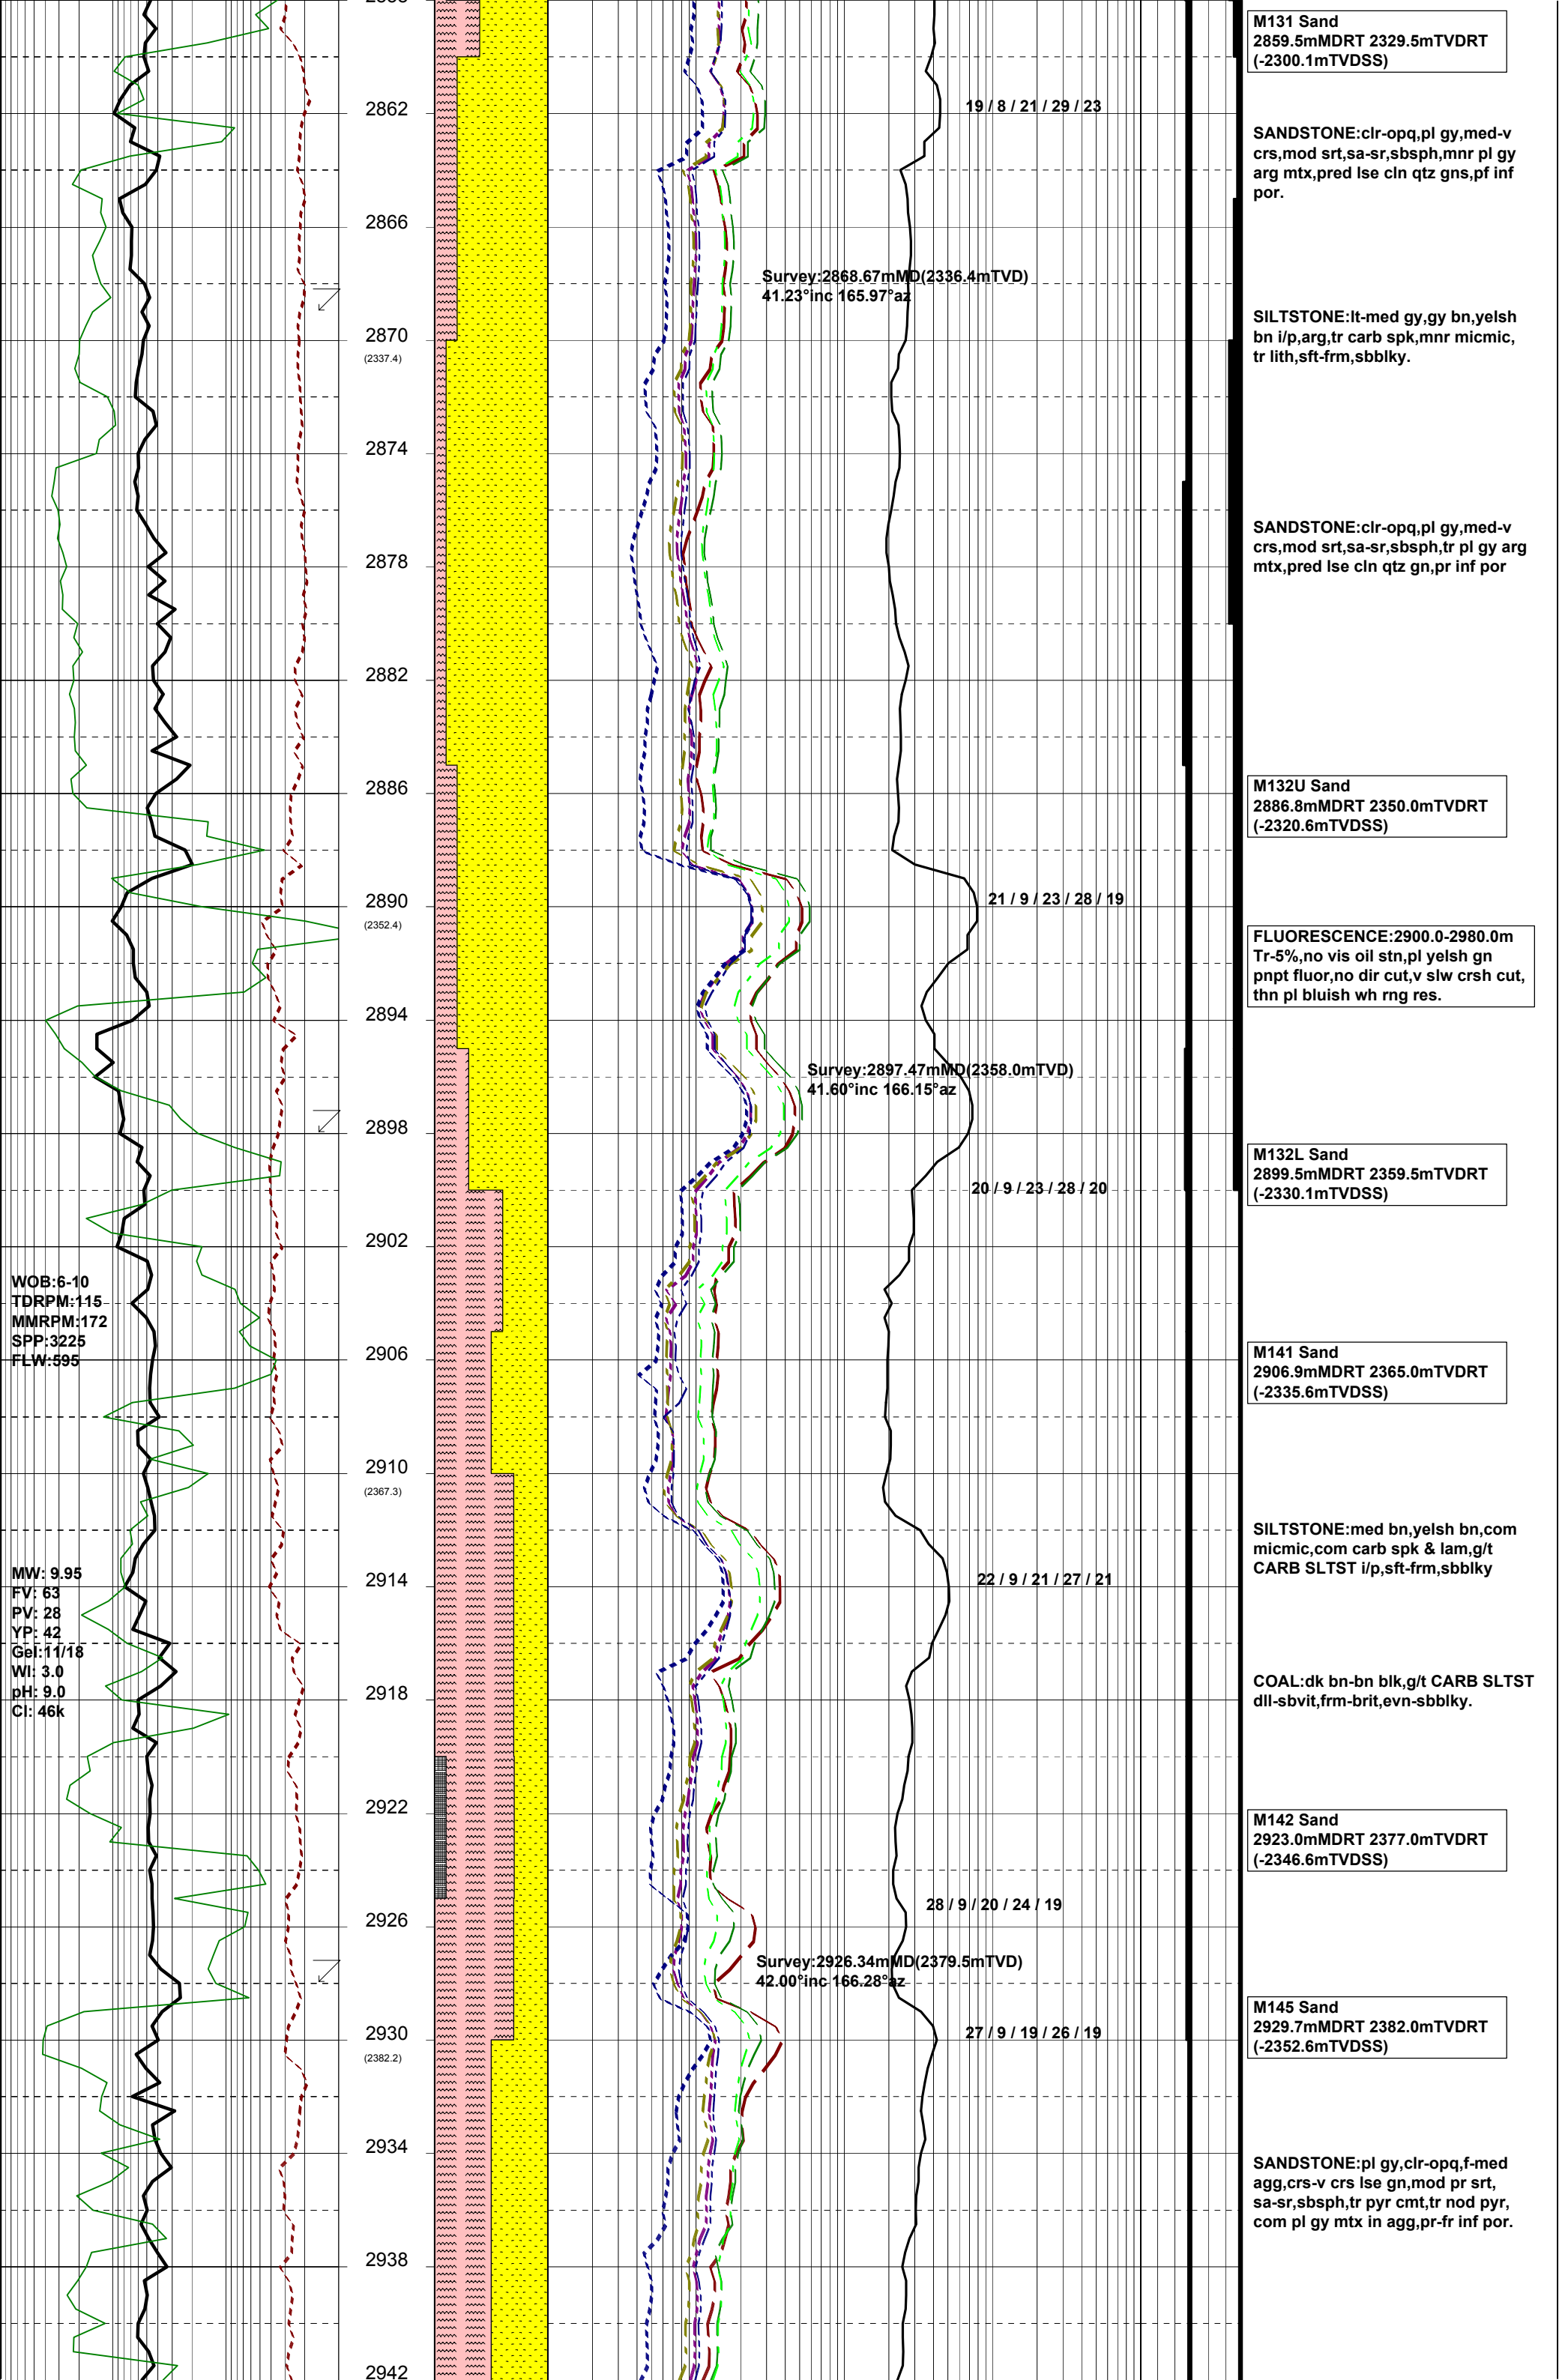 WOB:6-10
TDRPM:115
MMRPM:172
SPP:3225
FLW:595
MW: 9.95
FV: 63
PV: 28
YP: 42
Gel:11/18
Wl: 3.0
pH: 9.0
Cl: 46k
2862
2866
2870
(2337.4)
2874
2878
2882
2886
2890
(2352.4)
2894
2898
2902
2906
2910
(2367.3)
2914
2918
2922
2926
2930
(2382.2)
2934
2938
2942
19 / 8 / 21 / 29 / 23
Survey:2868.67mMD(2336.4mTVD)
41.23°inc 165.97°az
21 / 9 / 23 / 28 / 19
Survey:2897.47mMD(2358.0mTVD)
41.60°inc 166.15°az
20 / 9 / 23 / 28 / 20
22 / 9 / 21 / 27 / 21
28 / 9 / 20 / 24 / 19
Survey:2926.34mMD(2379.5mTVD)
42.00°inc 166.28°az
27 / 9 / 19 / 26 / 19
M131 Sand
2859.5mMDRT 2329.5mTVDRT
(-2300.1mTVDSS)
SANDSTONE:clr-opq,pl gy,med-v
crs,mod srt,sa-sr,sbsph,mnr pl gy
arg mtx,pred lse cln qtz gns,pf inf
por.
SILTSTONE:lt-med gy,gy bn,yelsh
bn i/p,arg,tr carb spk,mnr micmic,
tr lith,sft-frm,sbblky.
SANDSTONE:clr-opq,pl gy,med-v
crs,mod srt,sa-sr,sbsph,tr pl gy arg
mtx,pred lse cln qtz gn,pr inf por
M132U Sand
2886.8mMDRT 2350.0mTVDRT
(-2320.6mTVDSS)
FLUORESCENCE:2900.0-2980.0m
Tr-5%,no vis oil stn,pl yelsh gn
pnpt fluor,no dir cut,v slw crsh cut,
thn pl bluish wh rng res.
M132L Sand
2899.5mMDRT 2359.5mTVDRT
(-2330.1mTVDSS)
M141 Sand
2906.9mMDRT 2365.0mTVDRT
(-2335.6mTVDSS)
SILTSTONE:med bn,yelsh bn,com
micmic,com carb spk & lam,g/t
CARB SLTST i/p,sft-frm,sbblky
COAL:dk bn-bn blk,g/t CARB SLTST
dll-sbvit,frm-brit,evn-sbblky.
M142 Sand
2923.0mMDRT 2377.0mTVDRT
(-2346.6mTVDSS)
M145 Sand
2929.7mMDRT 2382.0mTVDRT
(-2352.6mTVDSS)
SANDSTONE:pl gy,clr-opq,f-med
agg,crs-v crs lse gn,mod pr srt,
sa-sr,sbsph,tr pyr cmt,tr nod pyr,
com pl gy mtx in agg,pr-fr inf por.